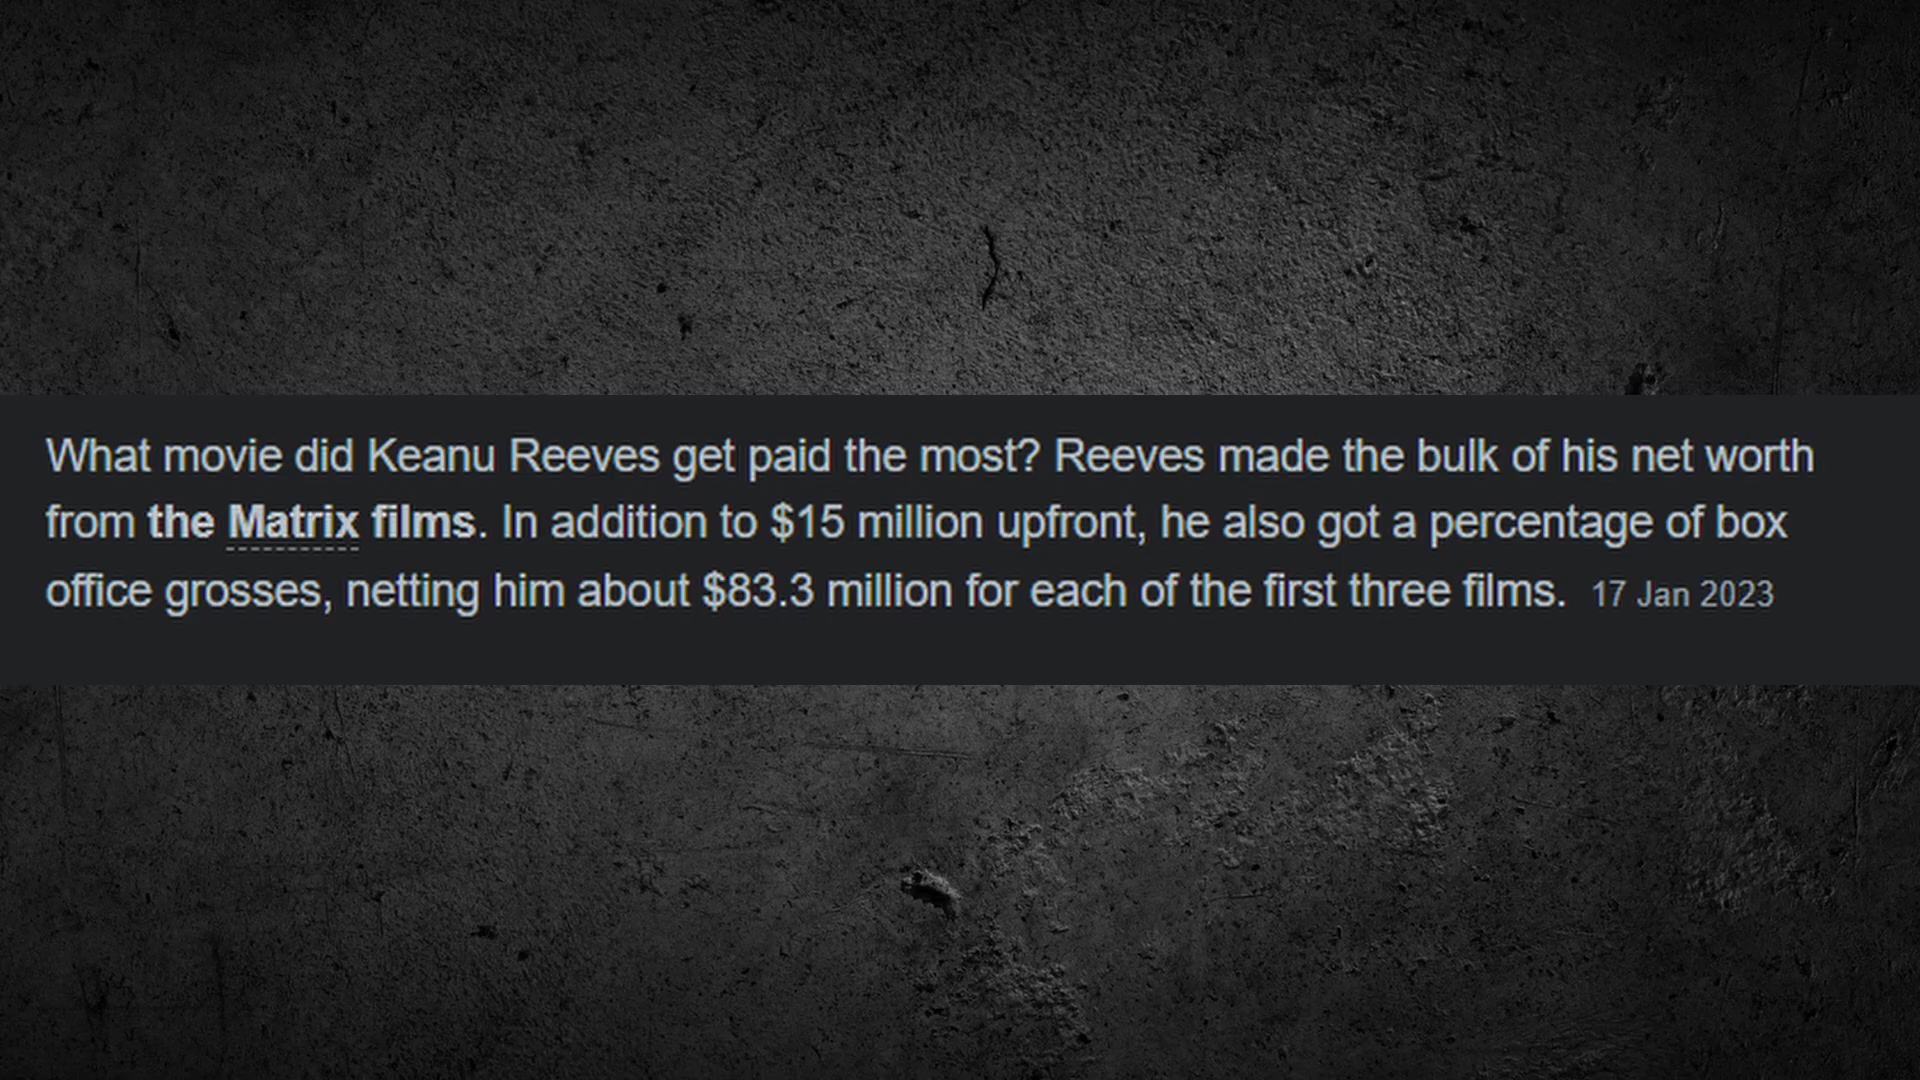 What movie did Keanu Reeves get paid the most? Reeves made the bulk of his net worth
from the Matrix films. In addition to $15 million upfront, he also got a percentage of box
office grosses, netting him about $83.3 million for each of the first three films. 17 Jan 2023